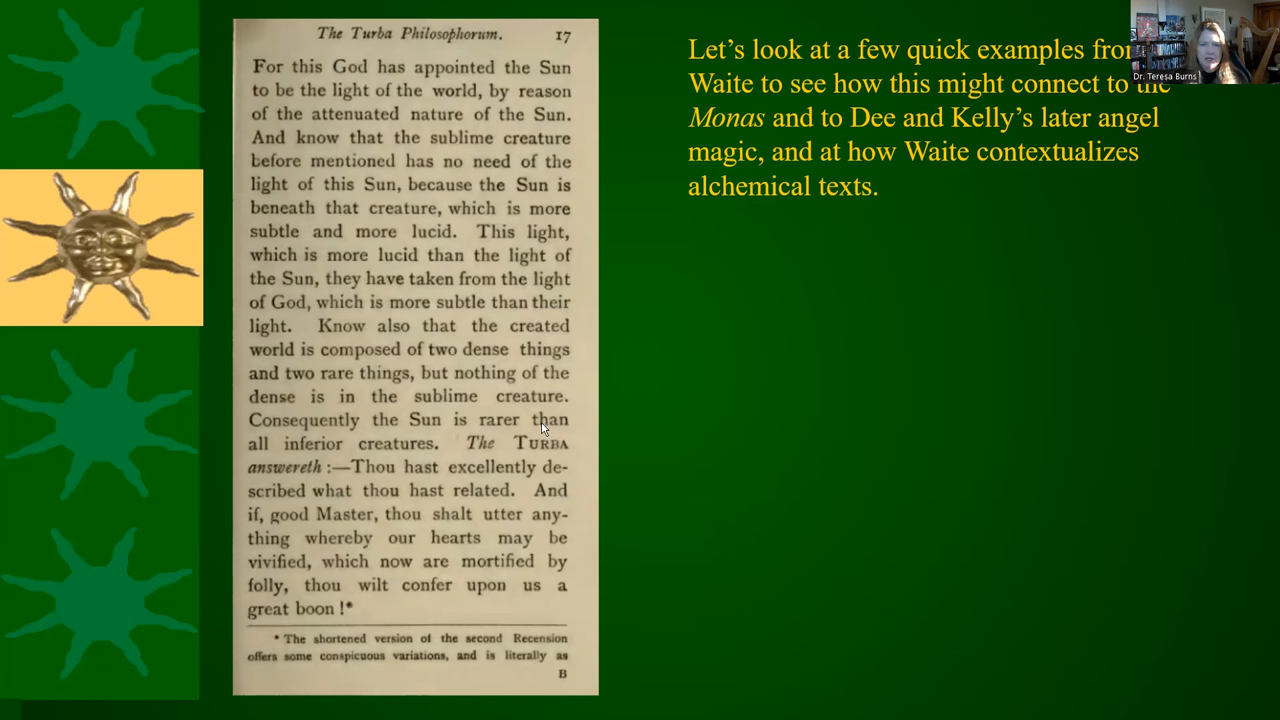 The Turba Philosophorum. 17
For this God has appointed the Sun
to be the light of the world, by reason
of the attenuated nature of the Sun.
And know that the sublime creature
before mentioned has no need of the
light of this Sun, because the Sun is
beneath that creature, which is more
subtle and more lucid. This light,
which is more lucid than the light of
the Sun, they have taken from the light
of God, which is more subtle than their
light. Know also that the created
world is composed of two dense things
and two rare things, but nothing of the
dense is in the sublime creature.
Consequently the Sun is rarer than
all inferior creatures. The TURBA
answereth :—Thou hast excellently de-
scribed what thou hast related. And
if, good Master, thou shalt utter any-
thing whereby our hearts may be
vivified, which now are mortified by
folly, thou wilt confer upon us a
great boon !*
* The shortened version of the second Recension
offers some conspicuous variations, and is literally as
B
Let’s look at a few quick examples from
Waite to see how this might connect to the
Monas and to Dee and Kelly’s later angel
magic, and at how Waite contextualizes
alchemical texts.
Dr. Teresa Burns